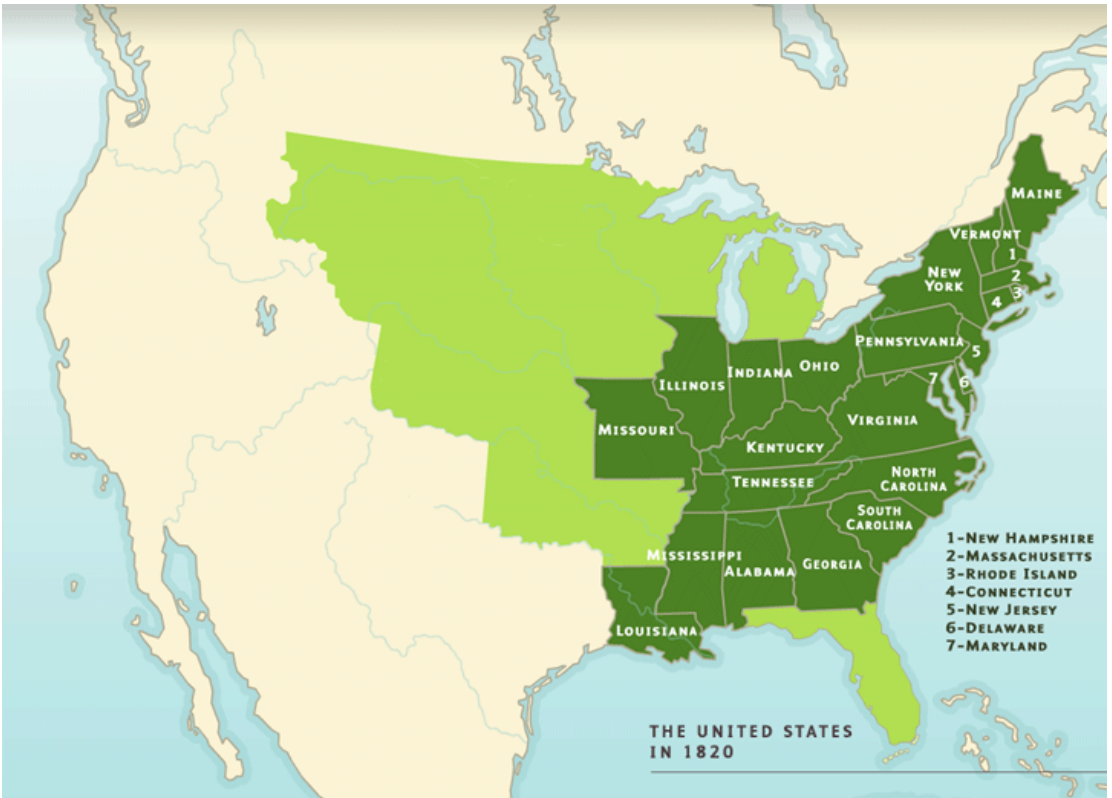 MAINE
VERMONT
1
NEW
YORK
2
3
4
PENNSYLVANIA
5
ILLINOIS
INDIANA
OHIO
7
6
MISSOURI
VIRGINIA
KENTUCKY
TENNESSEE
NORTH
CAROLINA
SOUTH
CAROLINA
MISSISSIPPI
ALABAMA
GEORGIA
LOUISIANA
1-NEW HAMPSHIRE
2-MASSACHUSETTS
3-RHODE ISLAND
4-CONNECTICUT
5-NEW JERSEY
6-DELAWARE
7-MARYLAND
THE UNITED STATES
IN 1820